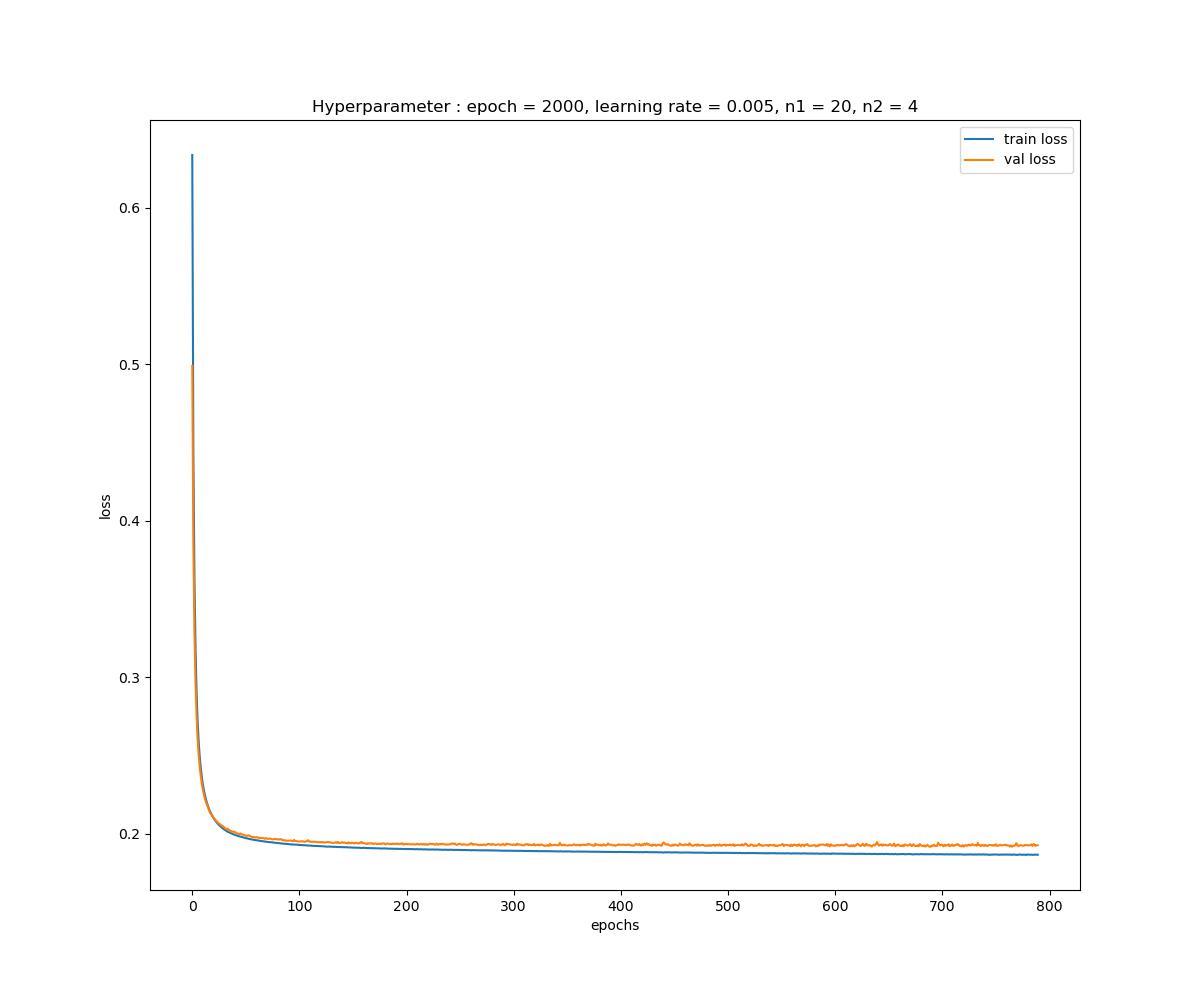 Hyperparameter : epoch = 2000, learning rate = 0.005, n1 = 20, n2 = 4
train loss
val loss
0.6
0.5
0.4
0.3
0.2
loss
0 100 200 300 400 500 600 700 800
epochs